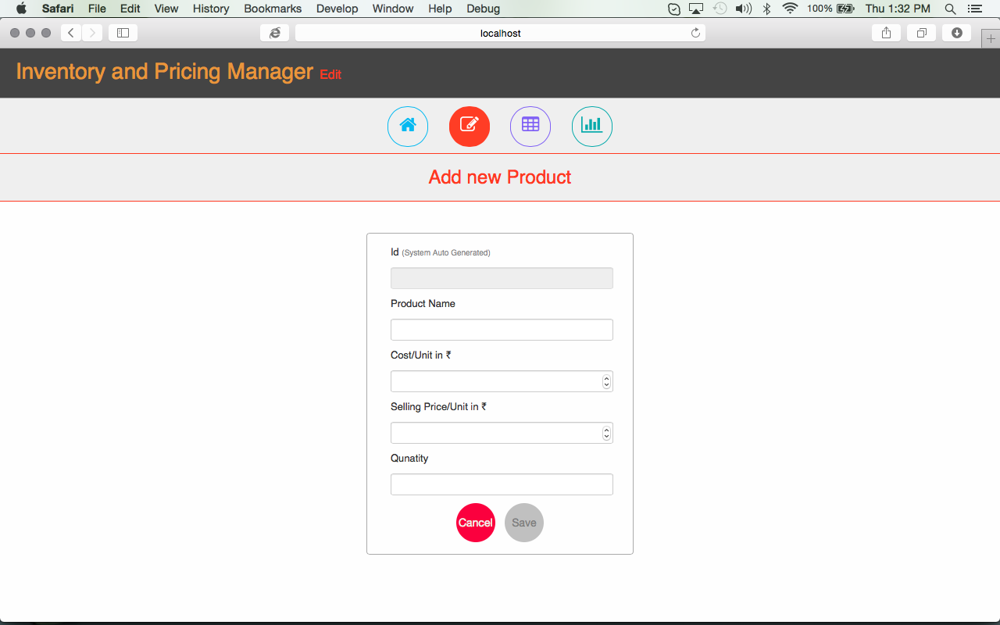 Safari File Edit View History Bookmarks Develop Window Help Debug 100% Thu 1:32 PM
localhost
Inventory and Pricing Manager Edit
Add new Product
Id (System Auto Generated)
Product Name
Cost/Unit in ₹
Selling Price/Unit in ₹
Qunatity
Cancel Save